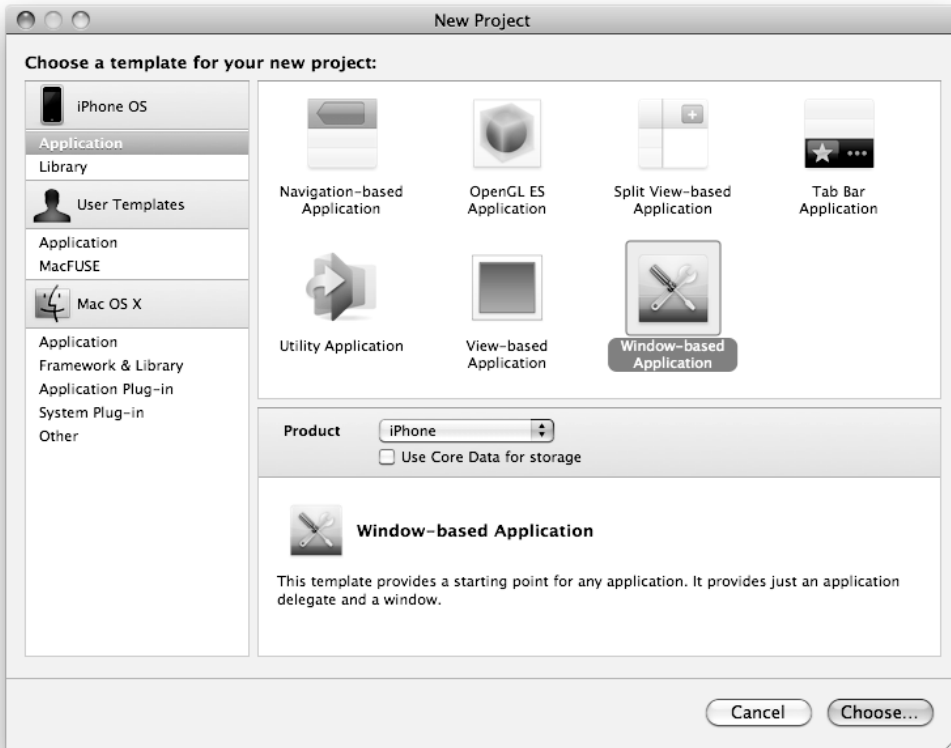 New Project
Choose a template for your new project:
iPhone OS
Application
Library
User Templates
Application
MacFUSE
Mac OS X
Application
Framework & Library
Application Plug-in
System Plug-in
Other
Navigation-based
Application
OpenGL ES
Application
Split View-based
Application
Tab Bar
Application
Utility Application
View-based
Application
Window-based
Application
Product
iPhone
Use Core Data for storage
Window-based Application
This template provides a starting point for any application. It provides just an application
delegate and a window.
Cancel
Choose...